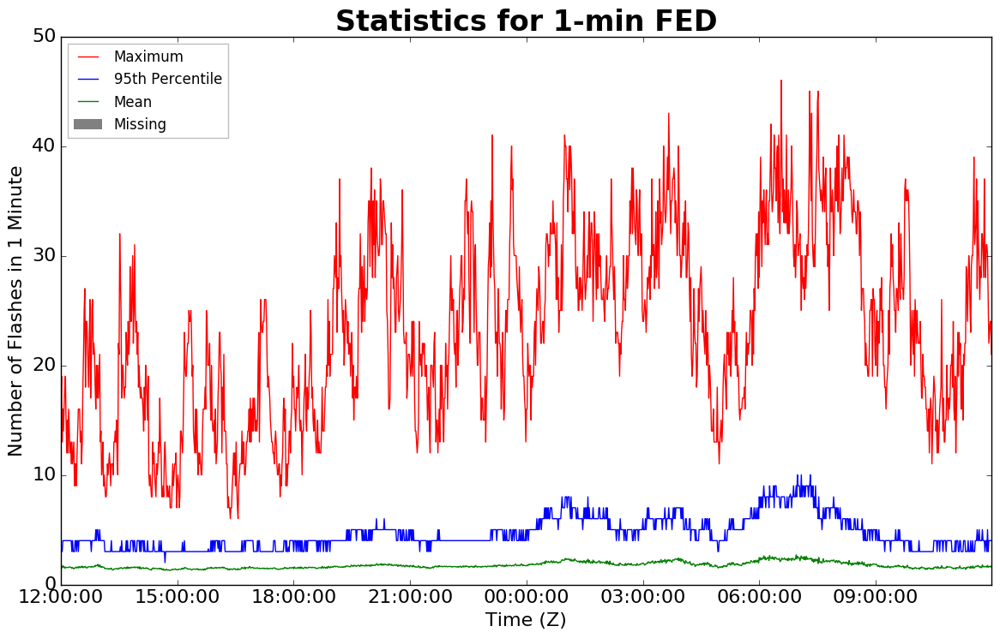 Statistics for 1-min FED
50
40
30
20
10
0
Number of Flashes in 1 Minute
Maximum
95th Percentile
Mean
Missing
12:00:00 15:00:00 18:00:00 21:00:00 00:00:00 03:00:00 06:00:00 09:00:00
Time (Z)